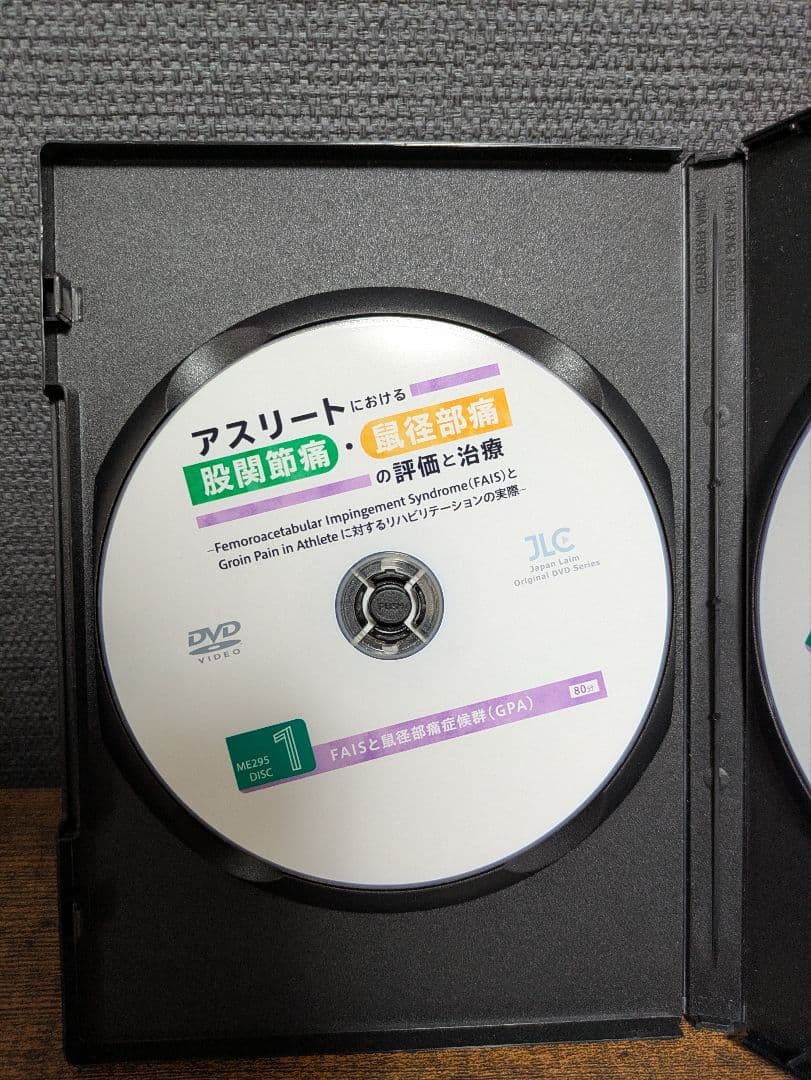 アスリートにおける
股関節痛・鼠径部痛
の評価と治療
–Femoroacetabular Impingement Syndrome(FAIS)と
Groin Pain in Athlete に対するリハビリテーションの実際–
JLC
Japan Laim
Original DVD Series
DVD
VIDEO
PUSH
ME295
DISC
1
FAISと鼠径部痛症候群(GPA)
80分